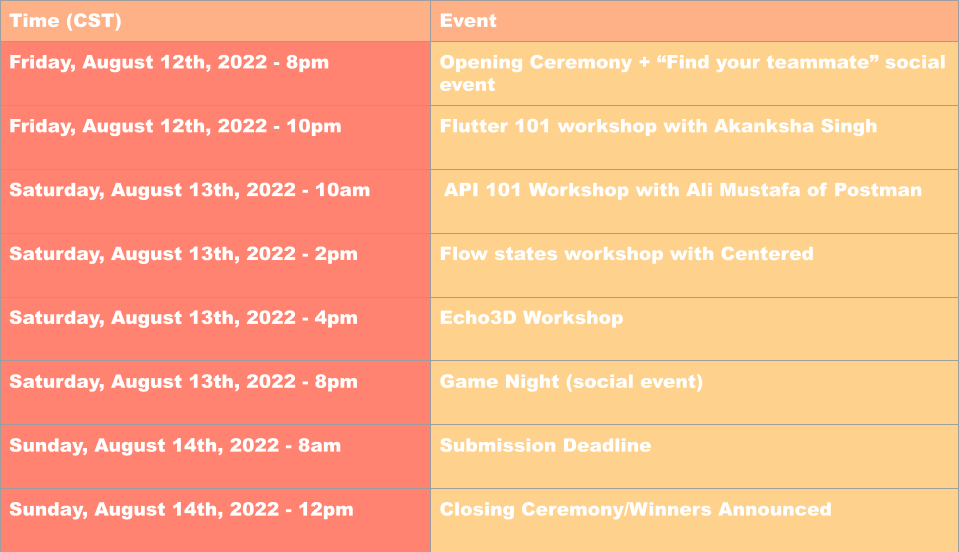 Time (CST)
Event
Friday, August 12th, 2022 - 8pm
Opening Ceremony + “Find your teammate” social
event
Friday, August 12th, 2022 - 10pm
Flutter 101 workshop with Akanksha Singh
Saturday, August 13th, 2022 - 10am
API 101 Workshop with Ali Mustafa of Postman
Saturday, August 13th, 2022 - 2pm
Flow states workshop with Centered
Saturday, August 13th, 2022 - 4pm
Echo3D Workshop
Saturday, August 13th, 2022 - 8pm
Game Night (social event)
Sunday, August 14th, 2022 - 8am
Submission Deadline
Sunday, August 14th, 2022 - 12pm
Closing Ceremony/Winners Announced